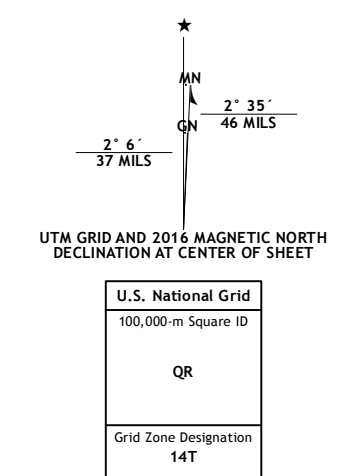 ★
MN
GN
2° 35´
46 MILS
2° 6´
37 MILS
UTM GRID AND 2016 MAGNETIC NORTH
DECLINATION AT CENTER OF SHEET
U.S. National Grid
100,000-m Square ID
QR
Grid Zone Designation
14T